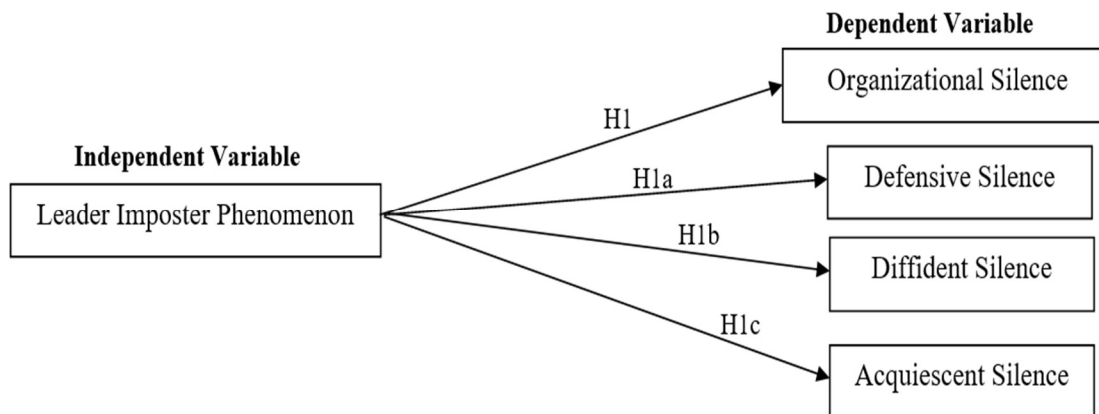 Dependent Variable
Organizational Silence
H1
Independent Variable
Leader Imposter Phenomenon
H1a
Defensive Silence
H1b
Diffident Silence
H1c
Acquiescent Silence